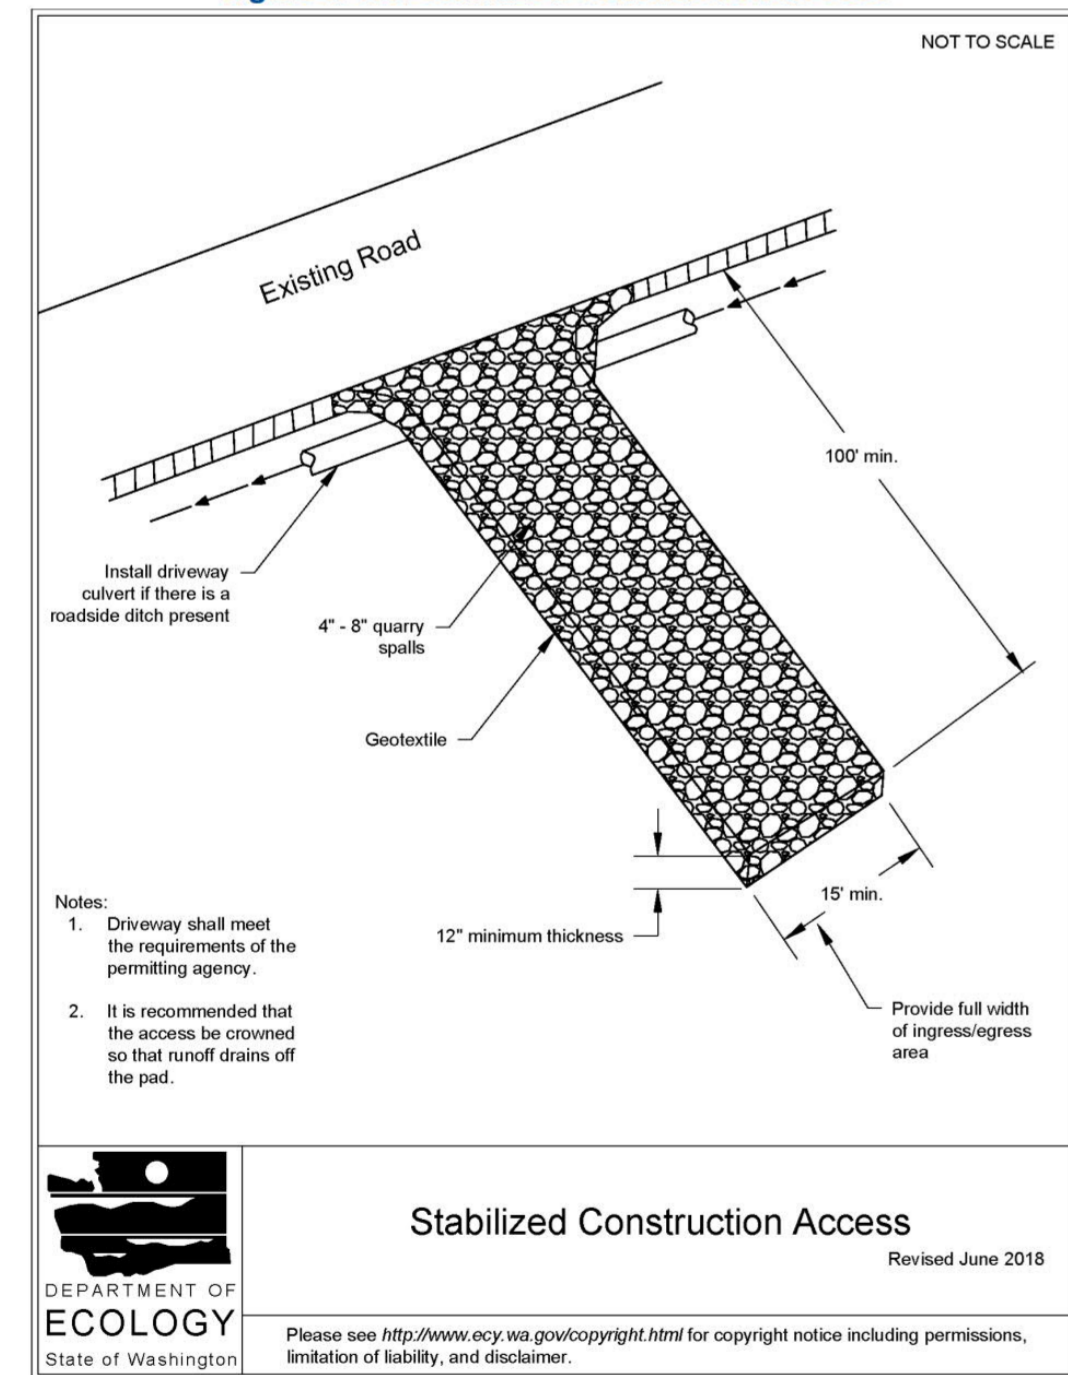 NOT TO SCALE
Existing Road
100' min.
Install driveway
culvert if there is a
roadside ditch present
4" - 8" quarry
spalls
Geotextile
15' min.
12" minimum thickness
Provide full width
of ingress/egress
area
Notes:
1. Driveway shall meet
the requirements of the
permitting agency.
2. It is recommended that
the access be crowned
so that runoff drains off
the pad.
DEPARTMENT OF
ECOLOGY
State of Washington
Stabilized Construction Access
Revised June 2018
Please see http://www.ecy.wa.gov/copyright.html for copyright notice including permissions,
limitation of liability, and disclaimer.